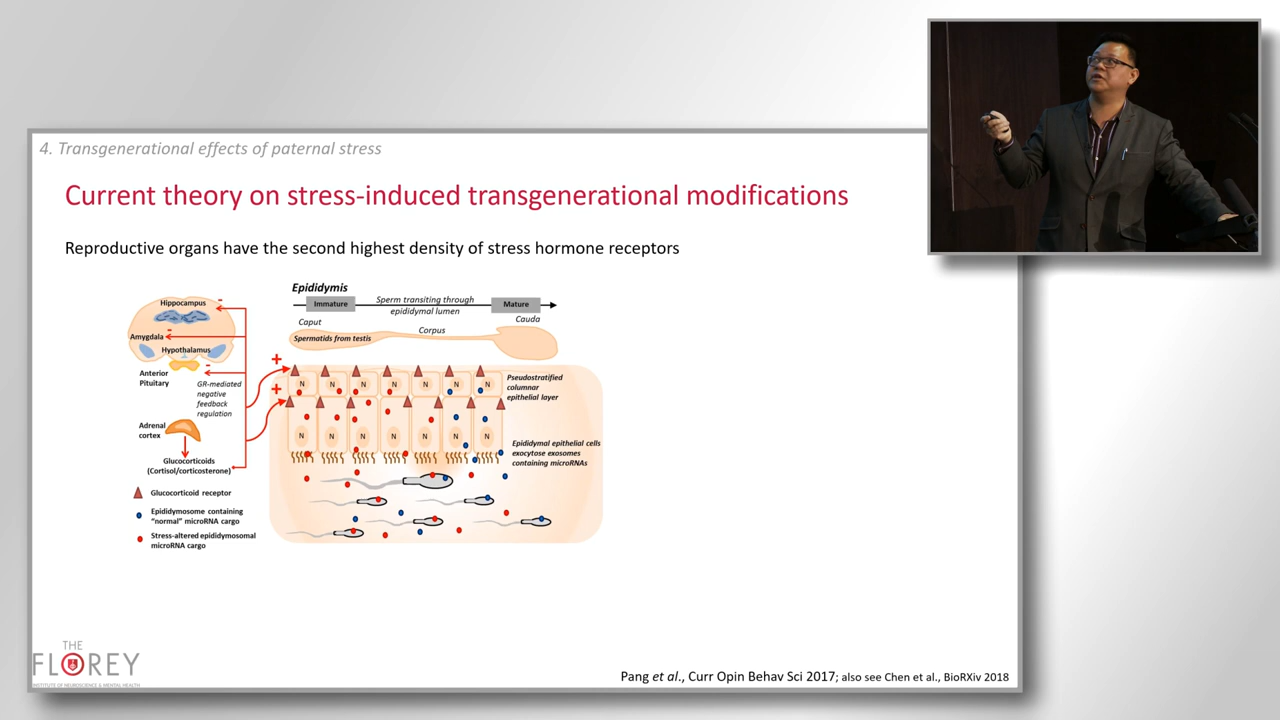 4. Transgenerational effects of paternal stress
Current theory on stress-induced transgenerational modifications
Reproductive organs have the second highest density of stress hormone receptors
Hippocampus
-
Amygdala
-
Hypothalamus
-
Anterior
Pituitary
GR-mediated
negative
feedback
regulation
Adrenal
cortex
Glucocorticoids
(Cortisol/corticosterone)
Glucocorticoid receptor
Epididymosome containing
"normal" microRNA cargo
Stress-altered epididymosomal
microRNA cargo
Epididymis
Immature
Sperm transiting through
epididymal lumen
Mature
Caput
Corpus
Cauda
Spermatids from testis
+
+
N N N N N N N
N N N N N N N
Pseudostratified
columnar
epithelial layer
Epididymal epithelial cells
exocytose exosomes
containing microRNAs
THE
FLOREY
INSTITUTE OF NEUROSCIENCE & MENTAL HEALTH
Pang et al., Curr Opin Behav Sci 2017; also see Chen et al., BioRXiv 2018